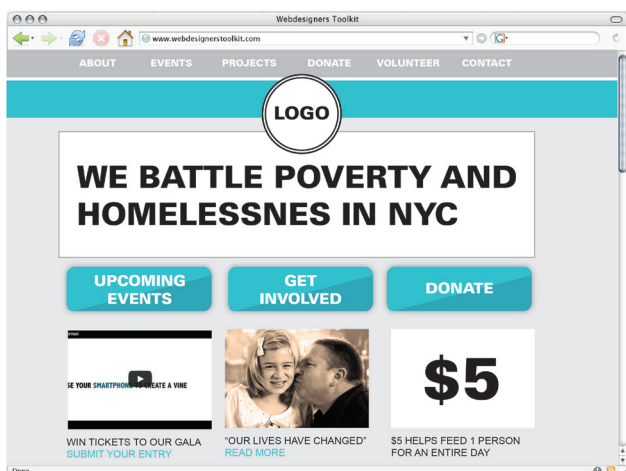 Webdesigners Toolkit
www.webdesignerstoolkit.com
ABOUT EVENTS PROJECTS DONATE VOLUNTEER CONTACT
LOGO
WE BATTLE POVERTY AND
HOMELESSNES IN NYC
UPCOMING
EVENTS
GET
INVOLVED
DONATE
SE YOUR SMARTPHONE TO CREATE A VINE
WIN TICKETS TO OUR GALA
SUBMIT YOUR ENTRY
"OUR LIVES HAVE CHANGED"
READ MORE
$5
$5 HELPS FEED 1 PERSON
FOR AN ENTIRE DAY
Done